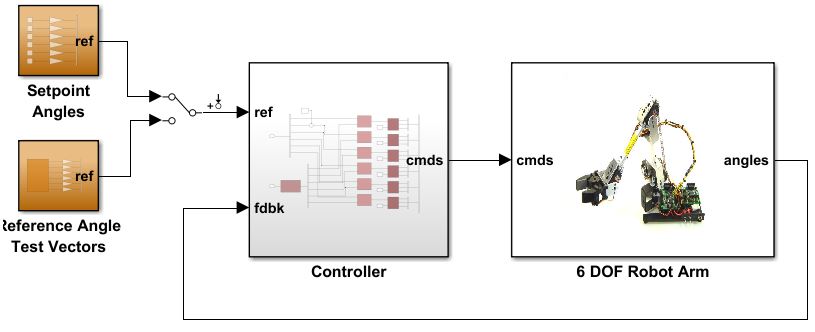 ref
Setpoint
Angles
ref
Reference Angle
Test Vectors
ref
fdbk
cmds
Controller
cmds
angles
6 DOF Robot Arm